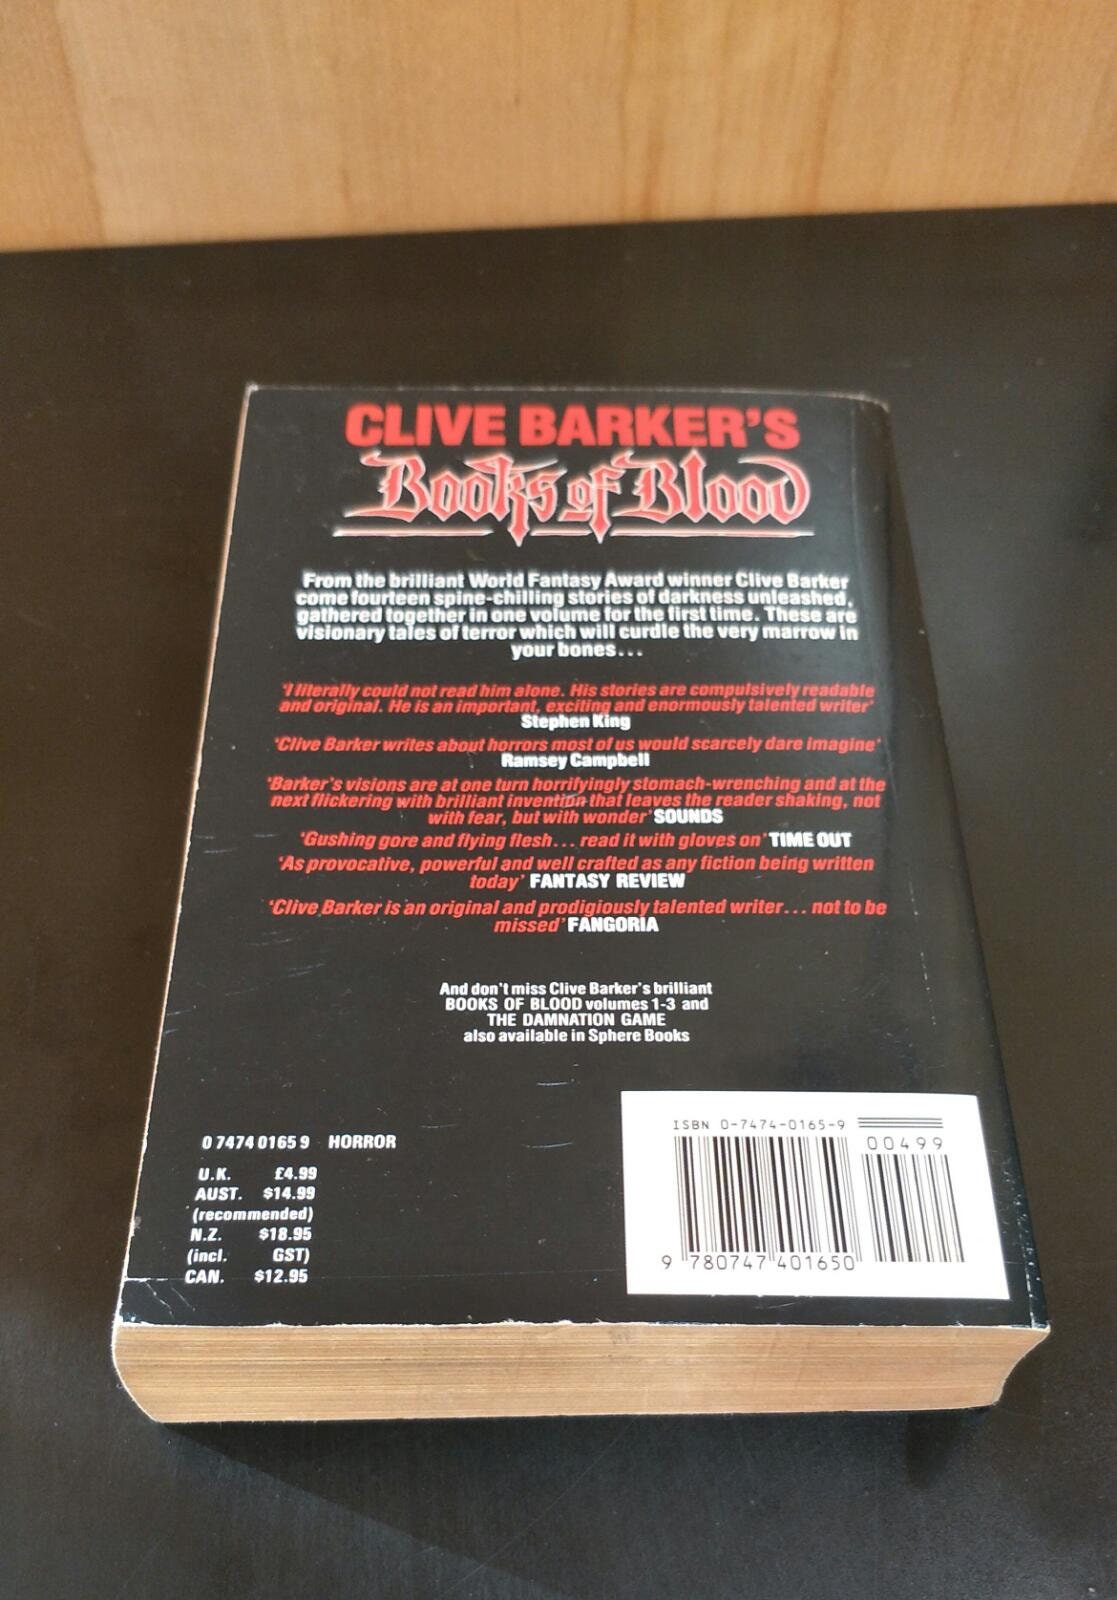 CLIVE BARKER'S
Books of Blood
From the brilliant World Fantasy Award winner Clive Barker
come fourteen spine-chilling stories of darkness unleashed,
gathered together in one volume for the first time. These are
visionary tales of terror which will curdle the very marrow in
your bones...
'I literally could not read him alone. His stories are compulsively readable
and original. He is an important, exciting and enormously talented writer'
Stephen King
'Clive Barker writes about horrors most of us would scarcely dare imagine'
Ramsey Campbell
'Barker's visions are at one turn horrifyingly stomach-wrenching and at the
next flickering with brilliant invention that leaves the reader shaking, not
with fear, but with wonder' SOUNDS
'Gushing gore and flying flesh... read it with gloves on' TIME OUT
'As provocative, powerful and well crafted as any fiction being written
today' FANTASY REVIEW
'Clive Barker is an original and prodigiously talented writer... not to be
missed' FANGORIA
And don't miss Clive Barker's brilliant
BOOKS OF BLOOD volumes 1-3 and
THE DAMNATION GAME
also available in Sphere Books
0 7474 0165 9 HORROR
U.K. £4.99
AUST. $14.99
(recommended)
N.Z. $18.95
(incl. GST)
CAN. $12.95
ISBN 0-7474-0165-9
00499
9 780747 401650